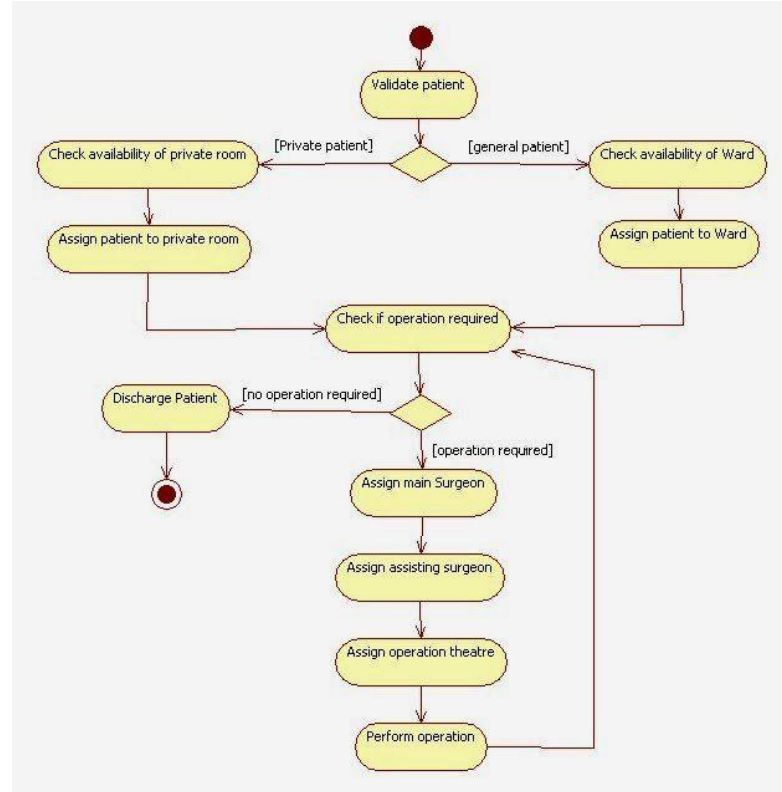 Validate patient
[Private patient]
[general patient]
Check availability of private room
Check availability of Ward
Assign patient to private room
Assign patient to Ward
Check if operation required
[no operation required]
Discharge Patient
[operation required]
Assign main Surgeon
Assign assisting surgeon
Assign operation theatre
Perform operation